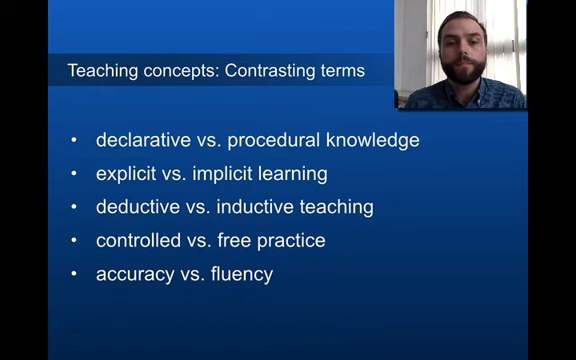 Teaching concepts: Contrasting terms
• declarative vs. procedural knowledge
• explicit vs. implicit learning
• deductive vs. inductive teaching
• controlled vs. free practice
• accuracy vs. fluency